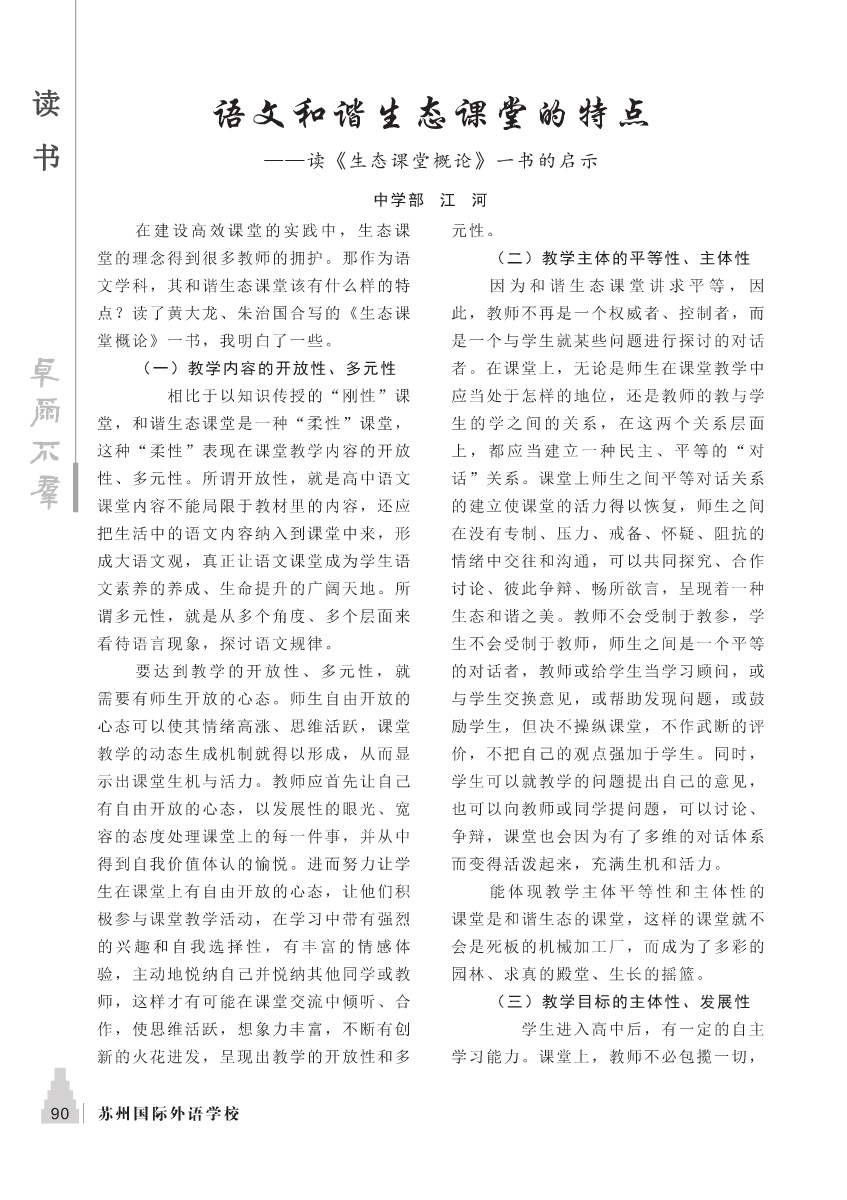 读
书
卓尔不群
语文和谐生态课堂的特点
——读《生态课堂概论》一书的启示
中学部 江 河
在建设高效课堂的实践中，生态课
堂的理念得到很多教师的拥护。那作为语
文学科，其和谐生态课堂该有什么样的特
点？读了黄大龙、朱治国合写的《生态课
堂概论》一书，我明白了一些。
（一）教学内容的开放性、多元性
相比于以知识传授的“刚性”课
堂，和谐生态课堂是一种“柔性”课堂，
这种“柔性”表现在课堂教学内容的开放
性、多元性。所谓开放性，就是高中语文
课堂内容不能局限于教材里的内容，还应
把生活中的语文内容纳入到课堂中来，形
成大语文观，真正让语文课堂成为学生语
文素养的养成、生命提升的广阔天地。所
谓多元性，就是从多个角度、多个层面来
看待语言现象，探讨语文规律。
要达到教学的开放性、多元性，就
需要有师生开放的心态。师生自由开放的
心态可以使其情绪高涨、思维活跃，课堂
教学的动态生成机制就得以形成，从而显
示出课堂生机与活力。教师应首先让自己
有自由开放的心态，以发展性的眼光、宽
容的态度处理课堂上的每一件事，并从中
得到自我价值体认的愉悦。进而努力让学
生在课堂上有自由开放的心态，让他们积
极参与课堂教学活动，在学习中带有强烈
的兴趣和自我选择性，有丰富的情感体
验，主动地悦纳自己并悦纳其他同学或教
师，这样才有可能在课堂交流中倾听、合
作，使思维活跃，想象力丰富，不断有创
新的火花迸发，呈现出教学的开放性和多
元性。
（二）教学主体的平等性、主体性
因为和谐生态课堂讲求平等，因
此，教师不再是一个权威者、控制者，而
是一个与学生就某些问题进行探讨的对话
者。在课堂上，无论是师生在课堂教学中
应当处于怎样的地位，还是教师的教与学
生的学之间的关系，在这两个关系层面
上，都应当建立一种民主、平等的“对
话”关系。课堂上师生之间平等对话关系
的建立使课堂的活力得以恢复，师生之间
在没有专制、压力、戒备、怀疑、阻抗的
情绪中交往和沟通，可以共同探究、合作
讨论、彼此争辩、畅所欲言，呈现着一种
生态和谐之美。教师不会受制于教参，学
生不会受制于教师，师生之间是一个平等
的对话者，教师或给学生当学习顾问，或
与学生交换意见，或帮助发现问题，或鼓
励学生，但决不操纵课堂，不作武断的评
价，不把自己的观点强加于学生。同时，
学生可以就教学的问题提出自己的意见，
也可以向教师或同学提问题，可以讨论、
争辩，课堂也会因为有了多维的对话体系
而变得活泼起来，充满生机和活力。
能体现教学主体平等性和主体性的
课堂是和谐生态的课堂，这样的课堂就不
会是死板的机械加工厂，而成为了多彩的
园林、求真的殿堂、生长的摇篮。
（三）教学目标的主体性、发展性
学生进入高中后，有一定的自主
学习能力。课堂上，教师不必包揽一切，
90 苏州国际外语学校